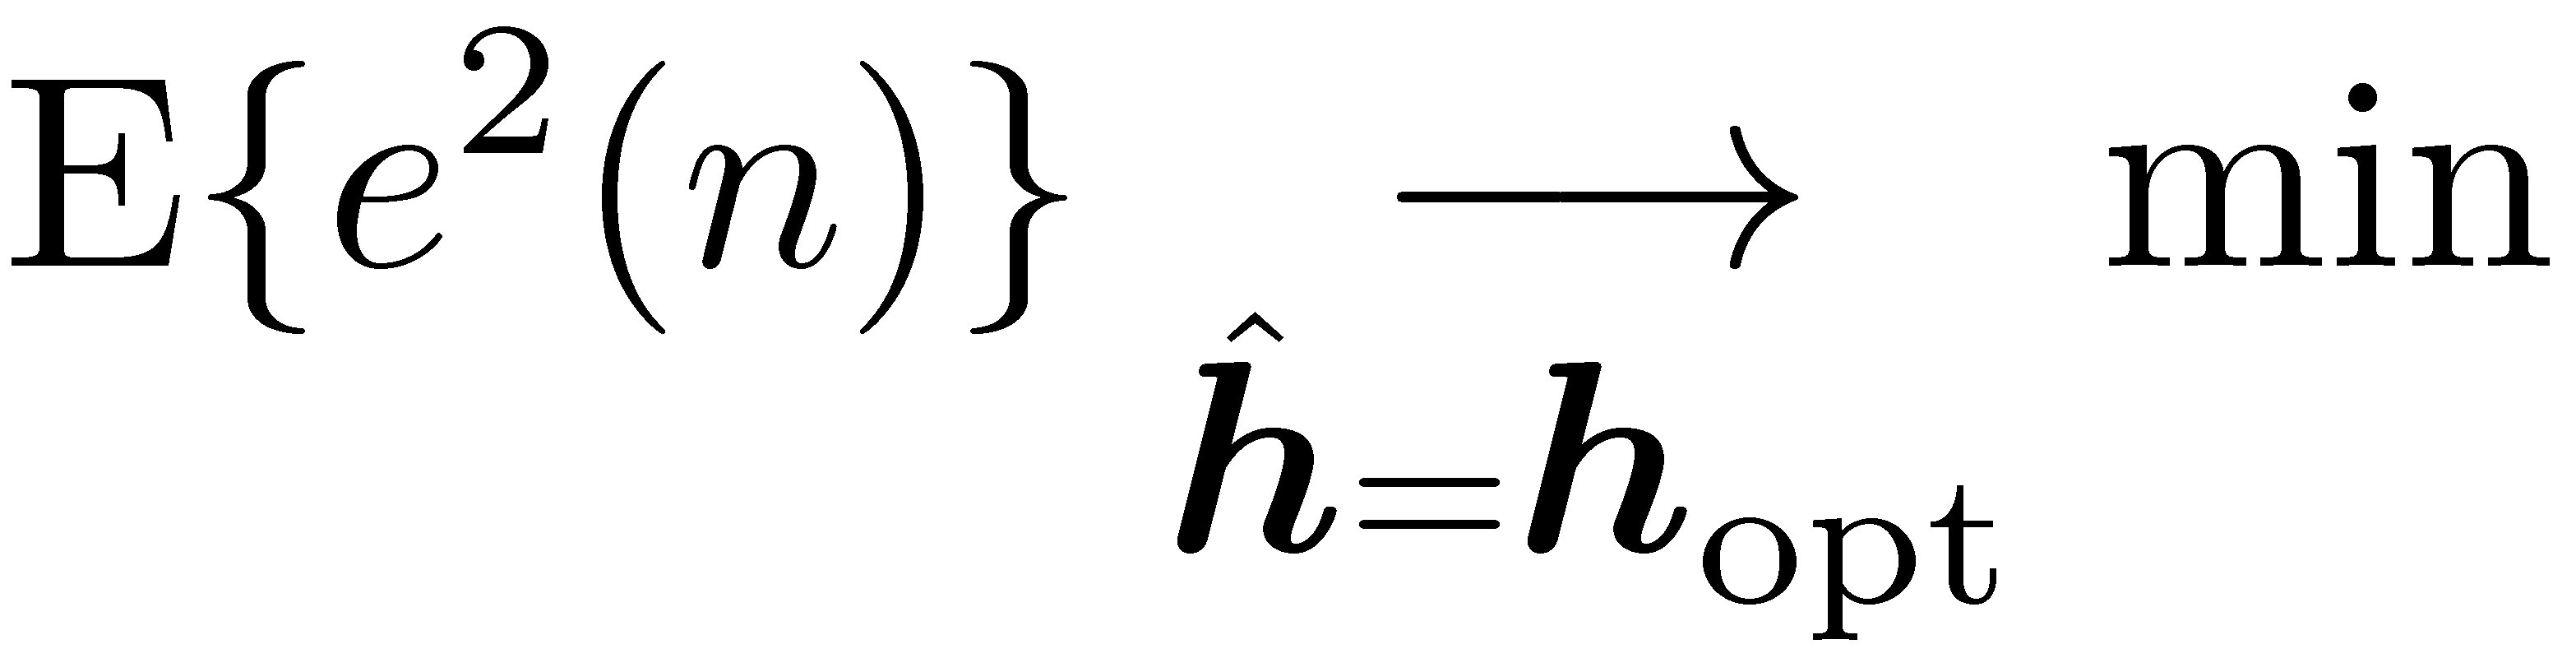 E{e²(n)} ⟶ min
ĥ=h_opt